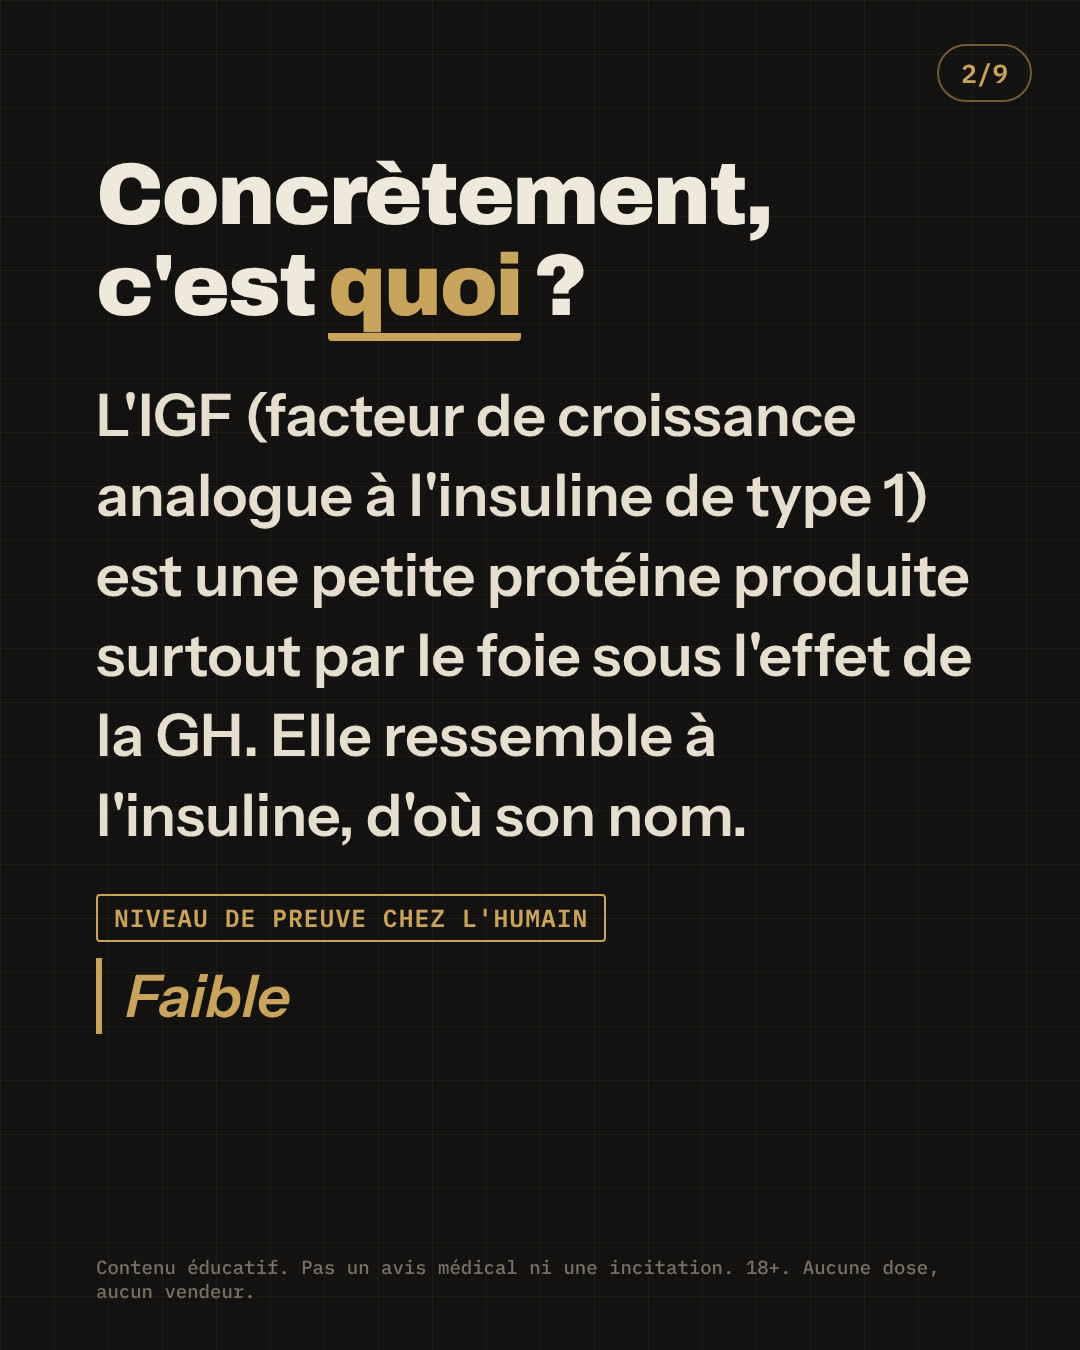 2/9
Concrètement,
c'est quoi ?
L'IGF (facteur de croissance
analogue à l'insuline de type 1)
est une petite protéine produite
surtout par le foie sous l'effet de
la GH. Elle ressemble à
l'insuline, d'où son nom.
NIVEAU DE PREUVE CHEZ L'HUMAIN
Faible
Contenu éducatif. Pas un avis médical ni une incitation. 18+. Aucune dose,
aucun vendeur.